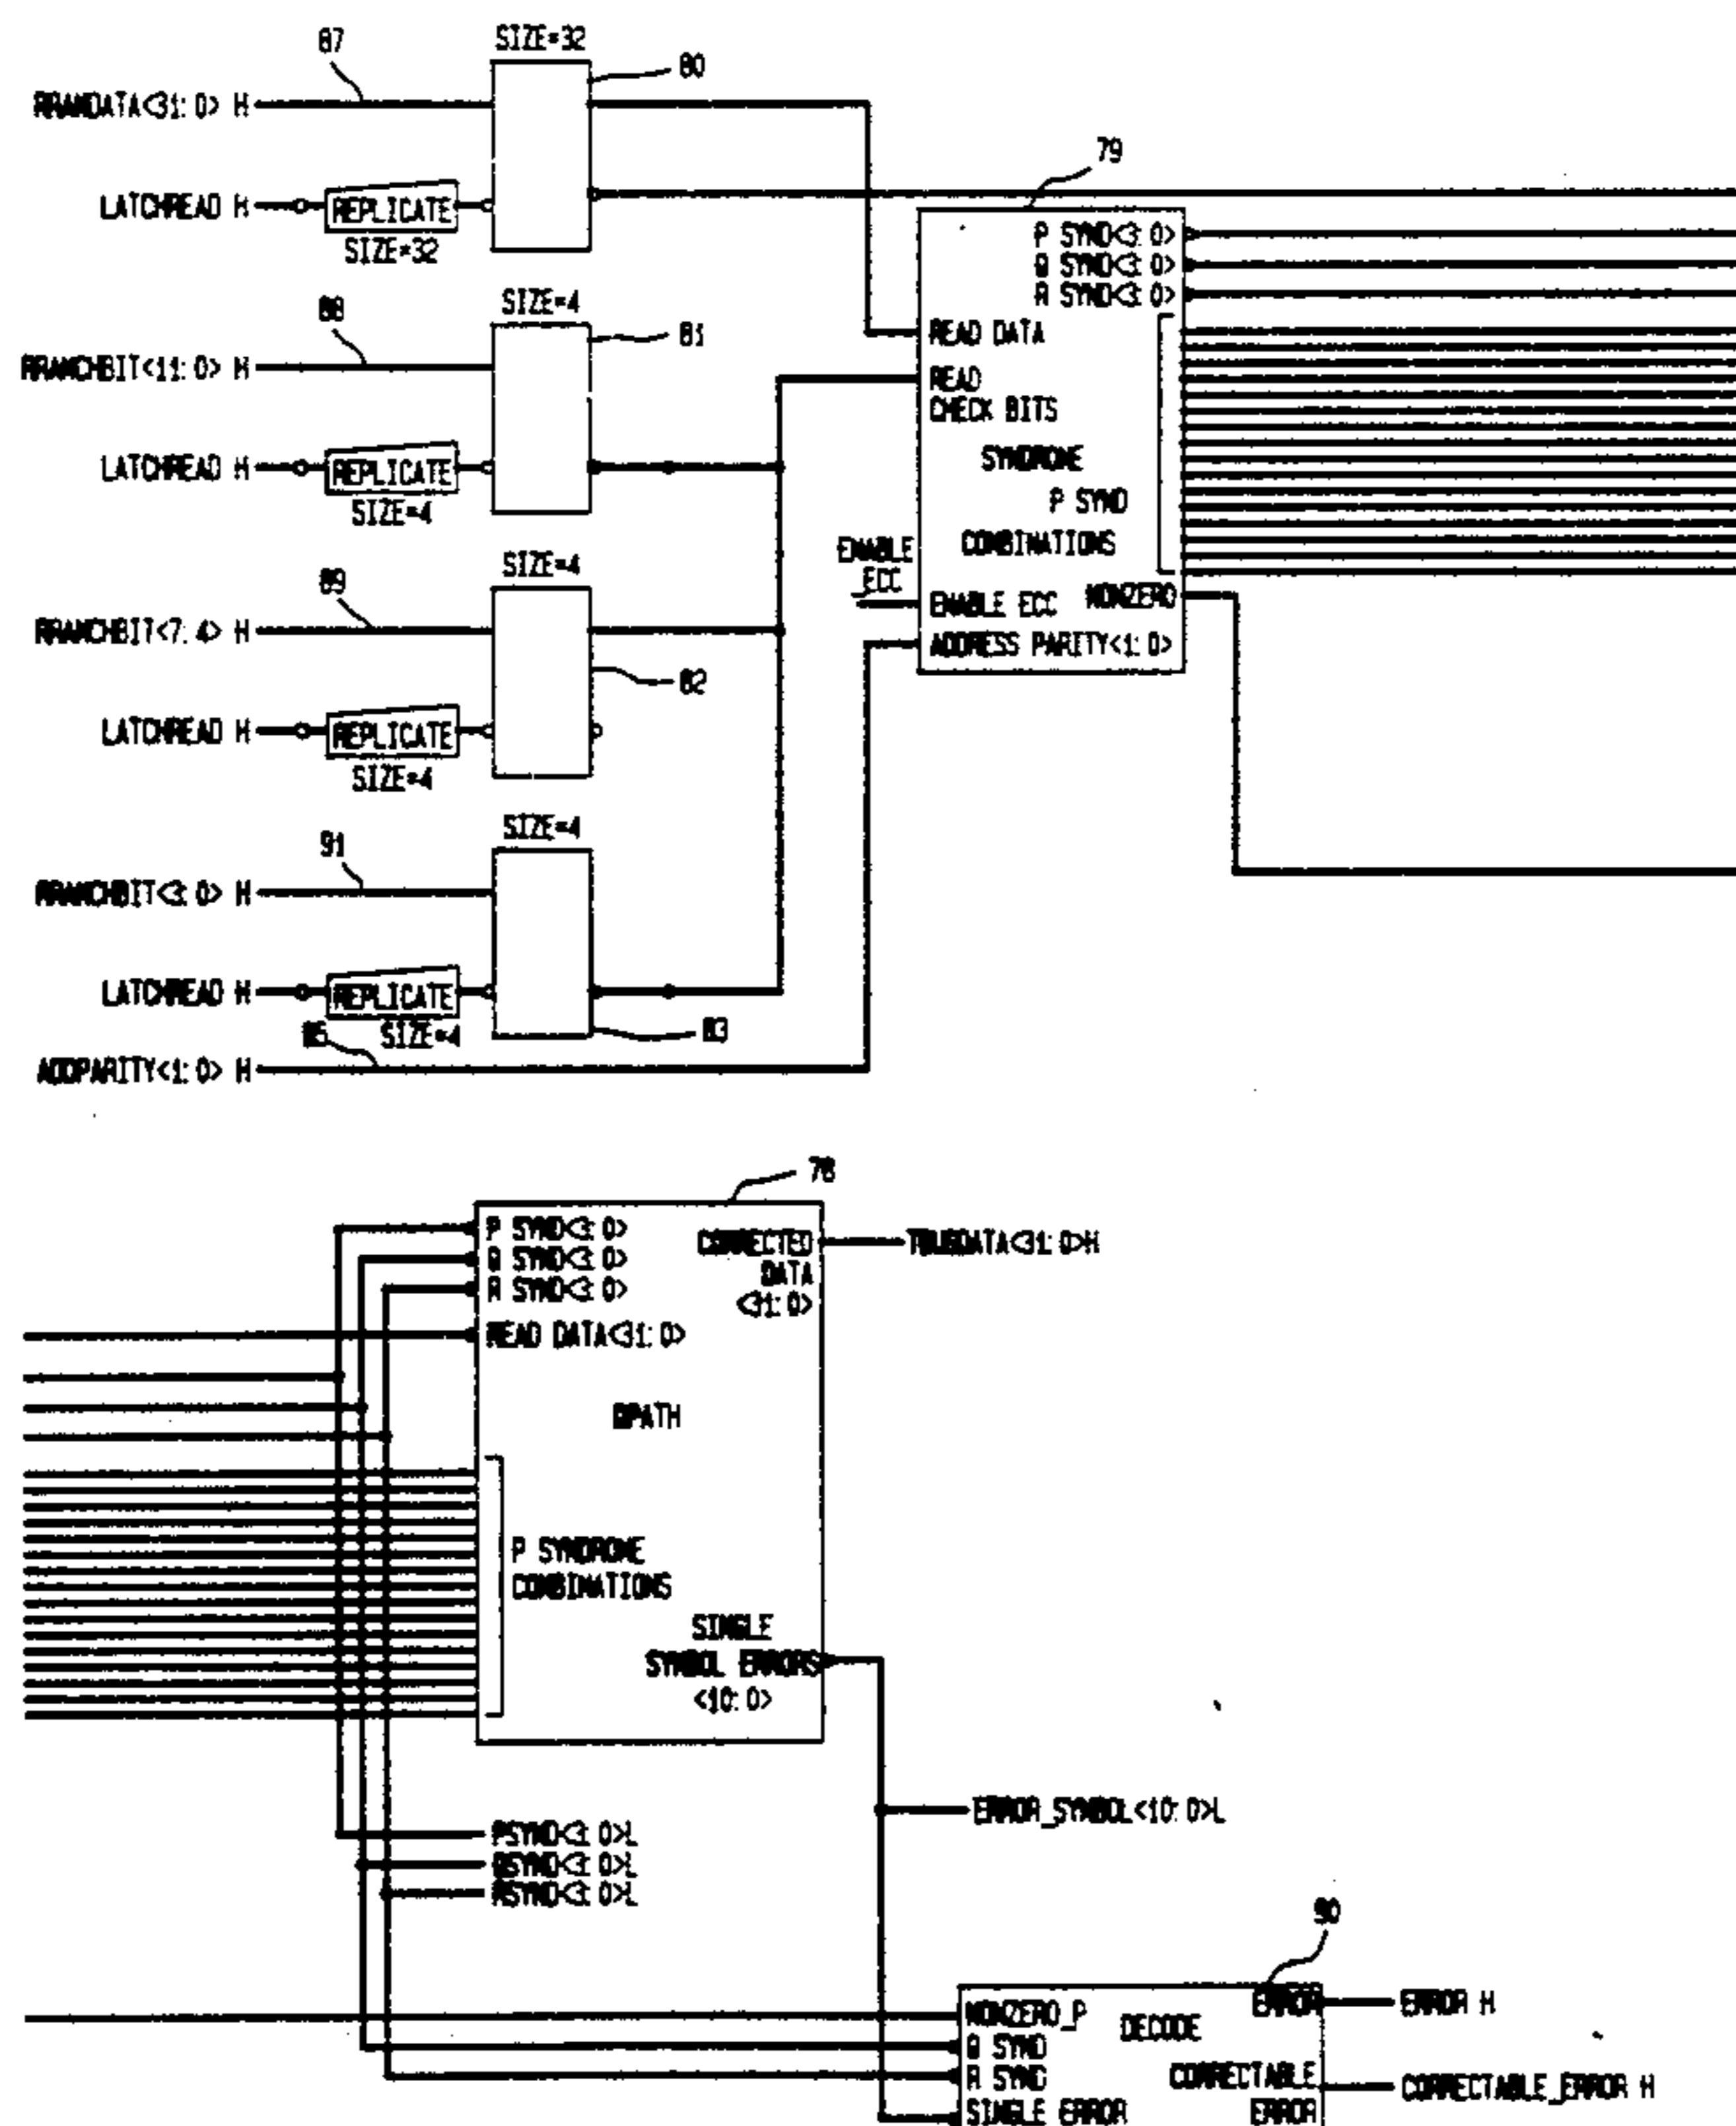 87
SIZE=32
80
RRAMDATA<31:0> H
79
LATCHREAD H
REPLICATE
SIZE=32
P SYND<3:0>
Q SYND<3:0>
R SYND<3:0>
88
SIZE=4
81
READ DATA
RRAMCHBIT<11:0> H
READ
CHECK BITS
LATCHREAD H
REPLICATE
SIZE=4
SYNDROME
P SYND
COMBINATIONS
89
SIZE=4
ENABLE
ECC
ENABLE ECC
NONZERO
RRAMCHBIT<7:4> H
ADDRESS PARITY<1:0>
82
LATCHREAD H
REPLICATE
SIZE=4
91
SIZE=4
RRAMCHBIT<3:0> H
LATCHREAD H
REPLICATE
85
SIZE=4
83
ADDPARITY<1:0> H
78
P SYND<3:0>
Q SYND<3:0>
R SYND<3:0>
CORRECTED
DATA
<31:0>
TBUSDATA<31:0>H
READ DATA<31:0>
P SYNDROME
COMBINATIONS
SINGLE
SYMBOL ERRORS
<10:0>
ERROR_SYMBOL<10:0>L
PSYND<3:0>L
QSYND<3:0>L
RSYND<3:0>L
90
NONZERO_P
DECODE
ERROR
ERROR H
Q SYND
R SYND
SINGLE ERROR
CORRECTABLE
ERROR
CORRECTABLE_ERROR H